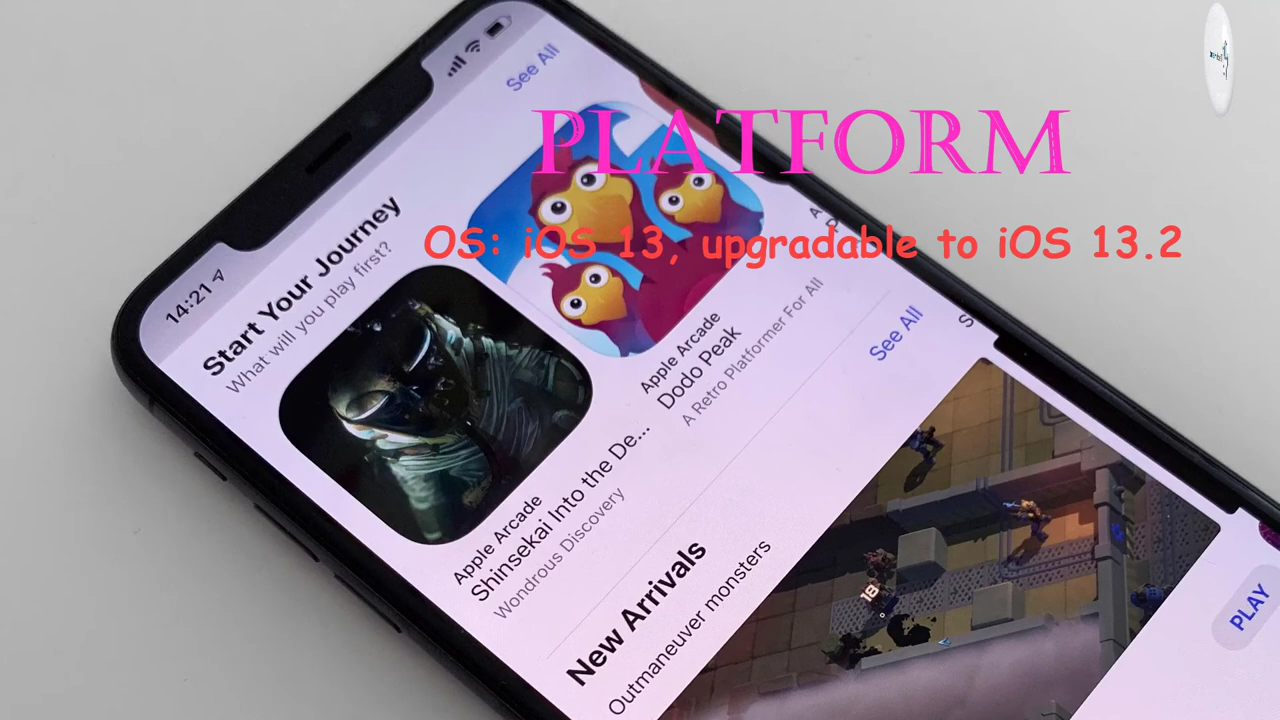 PLATFORM
OS: iOS 13, upgradable to iOS 13.2
14:21
Start Your Journey
See All
What will you play first?
Apple Arcade
Shinsekai Into the De...
Wondrous Discovery
Apple Arcade
Dodo Peak
A Retro Platformer For All
See All
New Arrivals
Outmaneuver monsters
18
PLAY